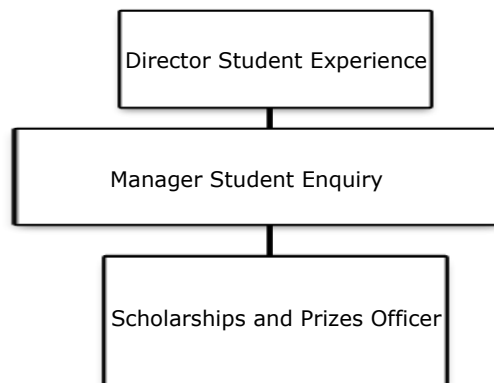 Director Student Experience
Manager Student Enquiry
Scholarships and Prizes Officer